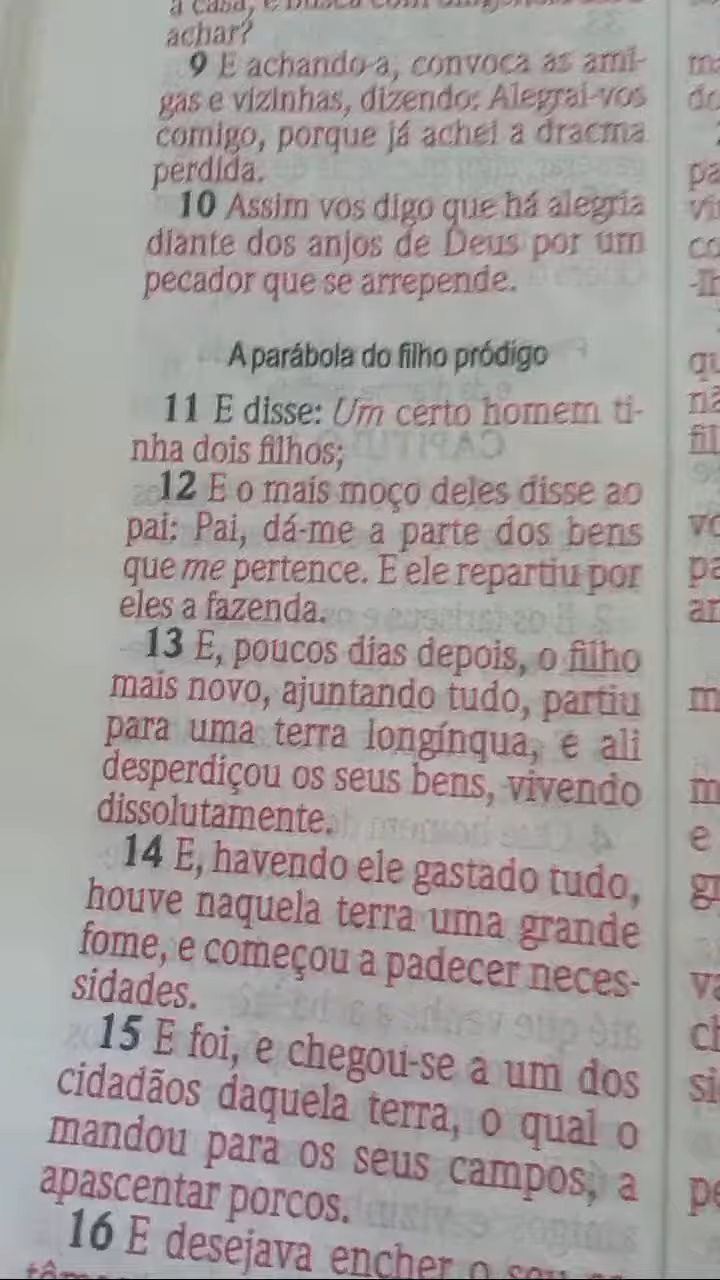 achar?
9 E achando-a, convoca as ami-
gas e vizinhas, dizendo: Alegrai-vos
comigo, porque já achei a dracma
perdida.
10 Assim vos digo que há alegria
diante dos anjos de Deus por um
pecador que se arrepende.
A parábola do filho pródigo
11 E disse: Um certo homem ti-
nha dois filhos;
12 E o mais moço deles disse ao
pai: Pai, dá-me a parte dos bens
que me pertence. E ele repartiu por
eles a fazenda.
13 E, poucos dias depois, o filho
mais novo, ajuntando tudo, partiu
para uma terra longínqua, e ali
desperdiçou os seus bens, vivendo
dissolutamente.
14 E, havendo ele gastado tudo,
houve naquela terra uma grande
fome, e começou a padecer neces-
sidades.
15 E foi, e chegou-se a um dos
cidadãos daquela terra, o qual o
mandou para os seus campos, a
apascentar porcos.
16 E desejava encher o seu